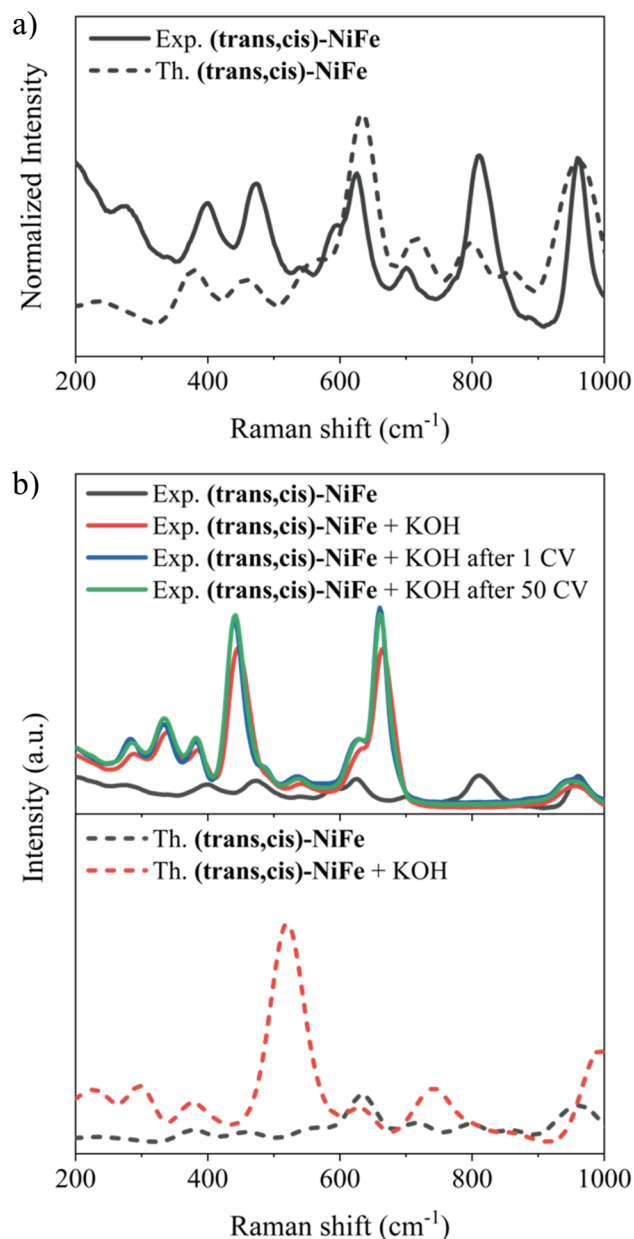 a)
Exp. (trans,cis)-NiFe
Th. (trans,cis)-NiFe
Normalized Intensity
200 400 600 800 1000
Raman shift (cm⁻¹)
b)
Exp. (trans,cis)-NiFe
Exp. (trans,cis)-NiFe + KOH
Exp. (trans,cis)-NiFe + KOH after 1 CV
Exp. (trans,cis)-NiFe + KOH after 50 CV
Intensity (a.u.)
Th. (trans,cis)-NiFe
Th. (trans,cis)-NiFe + KOH
200 400 600 800 1000
Raman shift (cm⁻¹)